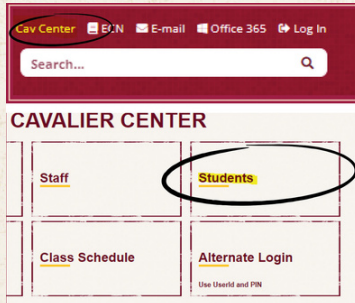 Cav Center ECN E-mail Office 365 Log In
Search...
CAVALIER CENTER
Staff Students
Class Schedule Alternate Login
Use UserId and PIN